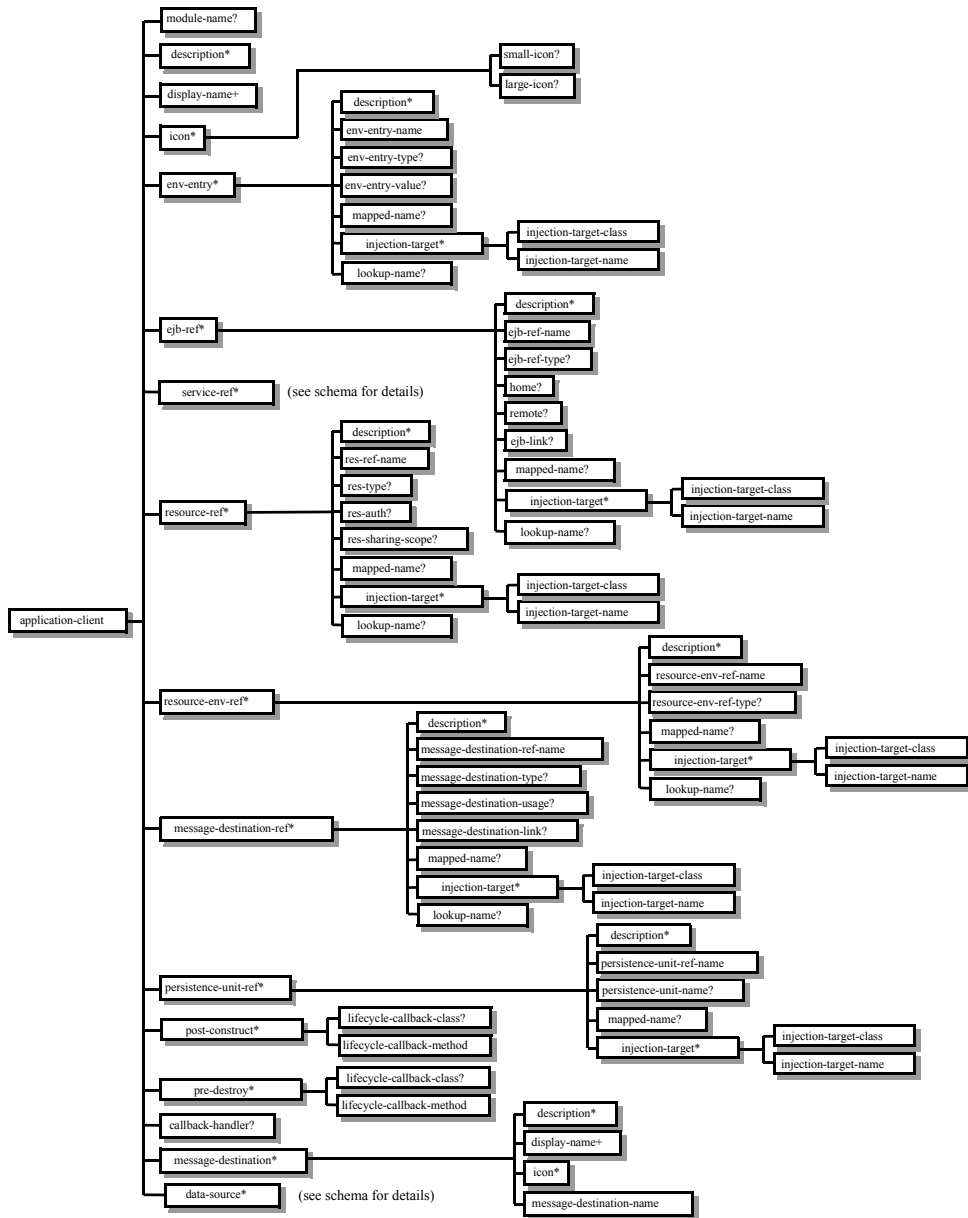 module-name?
description*
display-name+
icon*
small-icon?
large-icon?
env-entry*
description*
env-entry-name
env-entry-type?
env-entry-value?
mapped-name?
injection-target*
injection-target-class
injection-target-name
lookup-name?
ejb-ref*
description*
ejb-ref-name
ejb-ref-type?
home?
remote?
ejb-link?
mapped-name?
injection-target*
injection-target-class
injection-target-name
lookup-name?
service-ref* (see schema for details)
resource-ref*
description*
res-ref-name
res-type?
res-auth?
res-sharing-scope?
mapped-name?
injection-target*
injection-target-class
injection-target-name
lookup-name?
application-client
resource-env-ref*
description*
resource-env-ref-name
resource-env-ref-type?
mapped-name?
injection-target*
injection-target-class
injection-target-name
lookup-name?
message-destination-ref*
description*
message-destination-ref-name
message-destination-type?
message-destination-usage?
message-destination-link?
mapped-name?
injection-target*
injection-target-class
injection-target-name
lookup-name?
persistence-unit-ref*
description*
persistence-unit-ref-name
persistence-unit-name?
mapped-name?
injection-target*
injection-target-class
injection-target-name
post-construct*
lifecycle-callback-class?
lifecycle-callback-method
pre-destroy*
lifecycle-callback-class?
lifecycle-callback-method
callback-handler?
message-destination*
description*
display-name+
icon*
message-destination-name
data-source* (see schema for details)